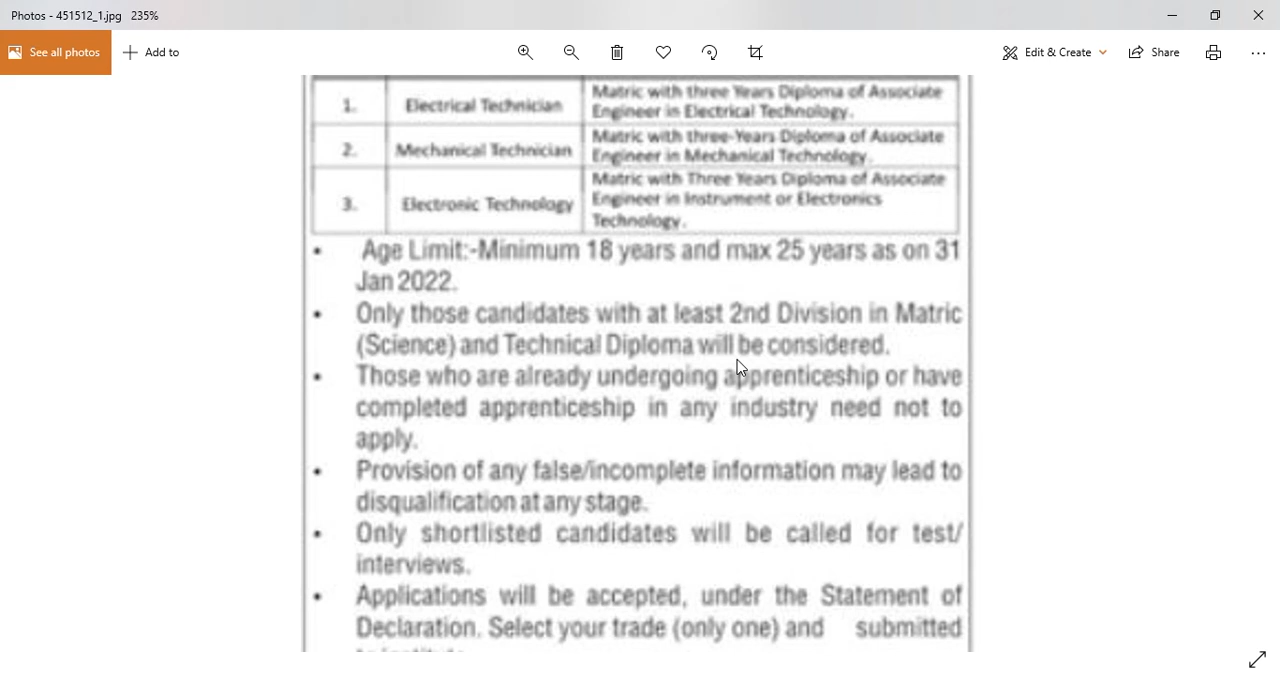 Photos - 451512_1.jpg   235%
See all photos
Add to
Edit & Create
Share
1.
Electrical Technician
Matric with three Years Diploma of Associate
Engineer in Electrical Technology.
2.
Mechanical Technician
Matric with three-Years Diploma of Associate
Engineer in Mechanical Technology.
3.
Electronic Technology
Matric with Three Years Diploma of Associate
Engineer in Instrument or Electronics
Technology.
• Age Limit:-Minimum 18 years and max 25 years as on 31
Jan 2022.
• Only those candidates with at least 2nd Division in Matric
(Science) and Technical Diploma will be considered.
• Those who are already undergoing apprenticeship or have
completed apprenticeship in any industry need not to
apply.
• Provision of any false/incomplete information may lead to
disqualification at any stage.
• Only shortlisted candidates will be called for test/
interviews.
• Applications will be accepted, under the Statement of
Declaration. Select your trade (only one) and submitted